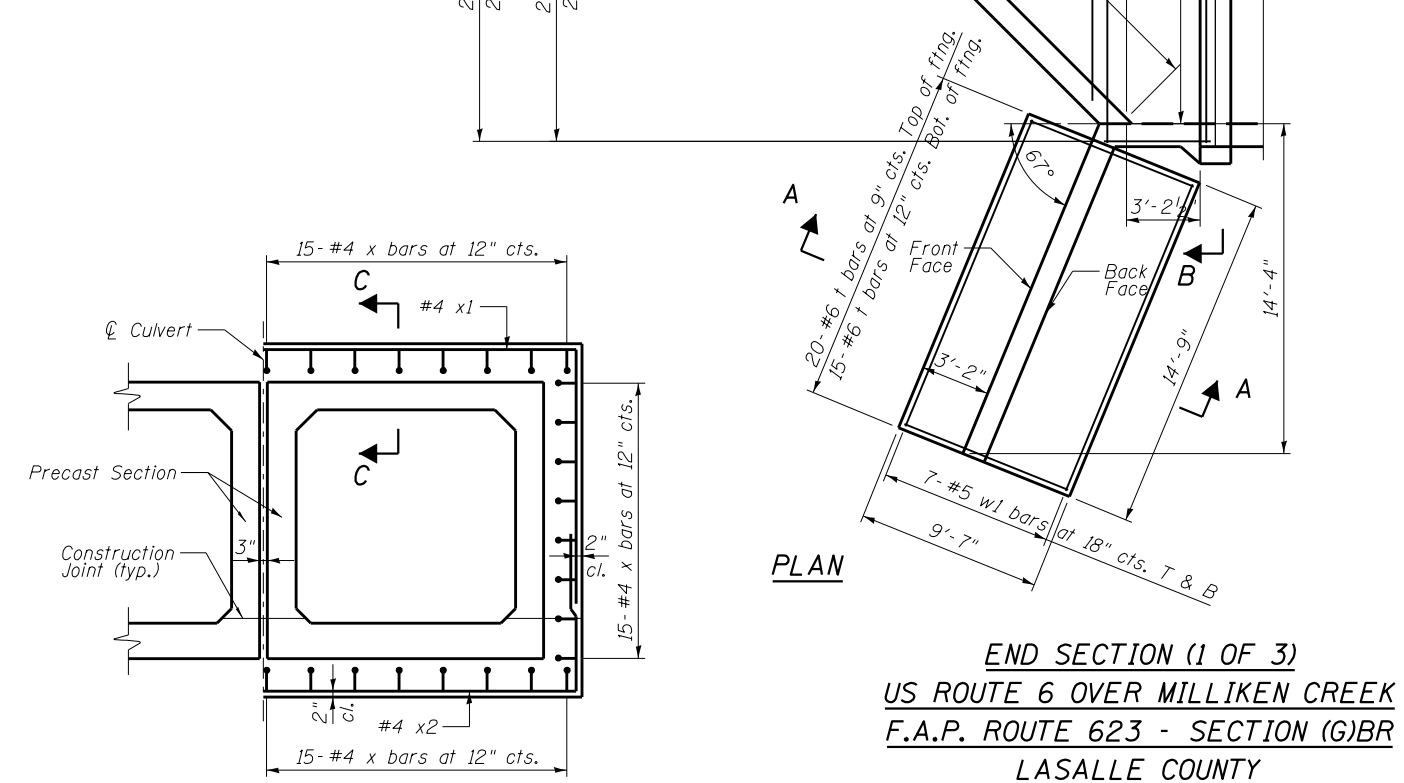 2
2
2
2
20-#6 t bars at 9" cts. Top of ftng.
15-#6 t bars at 12" cts. Bot. of ftng.
67°
A
3'-2½"
Front
Face
Back
Face
B
14'-4"
3'-2"
14'-9"
A
7-#5 w1 bars at 18" cts. T & B
9'-7"
PLAN
15-#4 x bars at 12" cts.
C
#4 x1
℄ Culvert
C
Precast Section
3"
Construction
Joint (typ.)
2"
cl.
15-#4 x bars at 12" cts.
2"
cl.
#4 x2
15-#4 x bars at 12" cts.
END SECTION (1 OF 3)
US ROUTE 6 OVER MILLIKEN CREEK
F.A.P. ROUTE 623 - SECTION (G)BR
LASALLE COUNTY